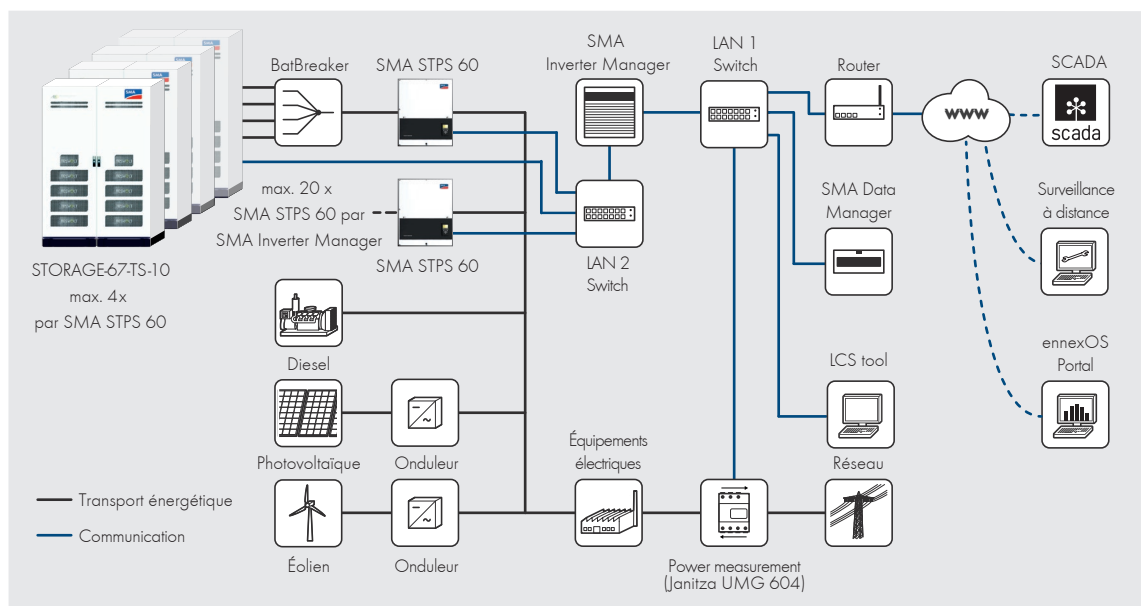 BatBreaker
SMA STPS 60
SMA
Inverter Manager
LAN 1
Switch
Router
SCADA
SMA
www
scada
max. 20 x
SMA STPS 60 par
SMA Inverter Manager
SMA STPS 60
LAN 2
Switch
SMA Data
Manager
Surveillance
à distance
STORAGE-67-TS-10
max. 4x
par SMA STPS 60
Diesel
LCS tool
ennexOS
Portal
Photovoltaïque
Onduleur
Équipements
électriques
Réseau
Transport énergétique
Communication
Éolien
Onduleur
Power measurement
(Janitza UMG 604)